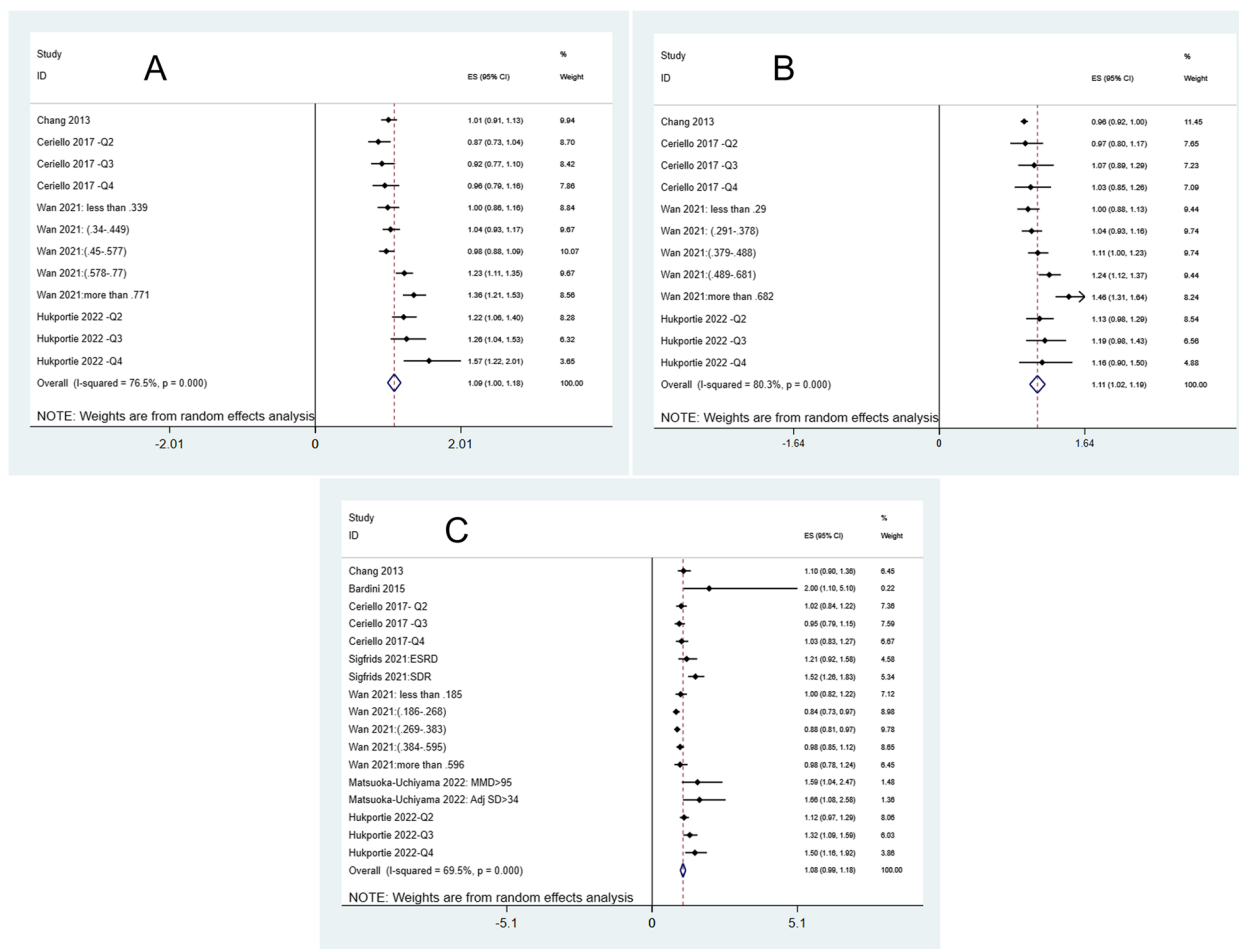 Study %
ID A ES (95% CI) Weight
Chang 2013 1.01 (0.91, 1.13) 9.94
Ceriello 2017 -Q2 0.87 (0.73, 1.04) 8.70
Ceriello 2017 -Q3 0.92 (0.77, 1.10) 8.42
Ceriello 2017 -Q4 0.96 (0.79, 1.16) 7.86
Wan 2021: less than .339 1.00 (0.86, 1.16) 8.84
Wan 2021: (.34-.449) 1.04 (0.93, 1.17) 9.67
Wan 2021:(.45-.577) 0.98 (0.88, 1.09) 10.07
Wan 2021:(.578-.77) 1.23 (1.11, 1.35) 9.67
Wan 2021:more than .771 1.36 (1.21, 1.53) 8.56
Hukportie 2022 -Q2 1.22 (1.06, 1.40) 8.28
Hukportie 2022 -Q3 1.26 (1.04, 1.53) 6.32
Hukportie 2022 -Q4 1.57 (1.22, 2.01) 3.65
Overall (I-squared = 76.5%, p = 0.000) 1.09 (1.00, 1.18) 100.00
NOTE: Weights are from random effects analysis
-2.01 0 2.01
Study %
ID B ES (95% CI) Weight
Chang 2013 0.96 (0.92, 1.00) 11.45
Ceriello 2017 -Q2 0.97 (0.80, 1.17) 7.65
Ceriello 2017 -Q3 1.07 (0.89, 1.29) 7.23
Ceriello 2017 -Q4 1.03 (0.85, 1.26) 7.09
Wan 2021: less than .29 1.00 (0.88, 1.13) 9.44
Wan 2021: (.291-.378) 1.04 (0.93, 1.16) 9.74
Wan 2021:(.379-.488) 1.11 (1.00, 1.23) 9.74
Wan 2021:(.489-.681) 1.24 (1.12, 1.37) 9.44
Wan 2021:more than .682 1.46 (1.31, 1.64) 8.24
Hukportie 2022 -Q2 1.13 (0.98, 1.29) 8.54
Hukportie 2022 -Q3 1.19 (0.98, 1.43) 6.56
Hukportie 2022 -Q4 1.16 (0.90, 1.50) 4.88
Overall (I-squared = 80.3%, p = 0.000) 1.11 (1.02, 1.19) 100.00
NOTE: Weights are from random effects analysis
-1.64 0 1.64
Study %
ID C ES (95% CI) Weight
Chang 2013 1.10 (0.90, 1.36) 6.45
Bardini 2015 2.00 (1.10, 5.10) 0.22
Ceriello 2017- Q2 1.02 (0.84, 1.22) 7.36
Ceriello 2017 -Q3 0.95 (0.79, 1.15) 7.59
Ceriello 2017-Q4 1.03 (0.83, 1.27) 6.67
Sigfrids 2021:ESRD 1.21 (0.92, 1.58) 4.58
Sigfrids 2021:SDR 1.52 (1.26, 1.83) 5.34
Wan 2021: less than .185 1.00 (0.82, 1.22) 7.12
Wan 2021:(.186-.268) 0.84 (0.73, 0.97) 8.98
Wan 2021:(.269-.383) 0.88 (0.81, 0.97) 9.78
Wan 2021:(.384-.595) 0.98 (0.85, 1.12) 8.65
Wan 2021:more than .596 0.98 (0.78, 1.24) 6.45
Matsuoka-Uchiyama 2022: MMD>95 1.59 (1.04, 2.47) 1.48
Matsuoka-Uchiyama 2022: Adj SD>34 1.66 (1.08, 2.58) 1.36
Hukportie 2022-Q2 1.12 (0.97, 1.29) 8.06
Hukportie 2022-Q3 1.32 (1.09, 1.59) 6.03
Hukportie 2022-Q4 1.50 (1.16, 1.92) 3.86
Overall (I-squared = 69.5%, p = 0.000) 1.08 (0.99, 1.18) 100.00
NOTE: Weights are from random effects analysis
-5.1 0 5.1